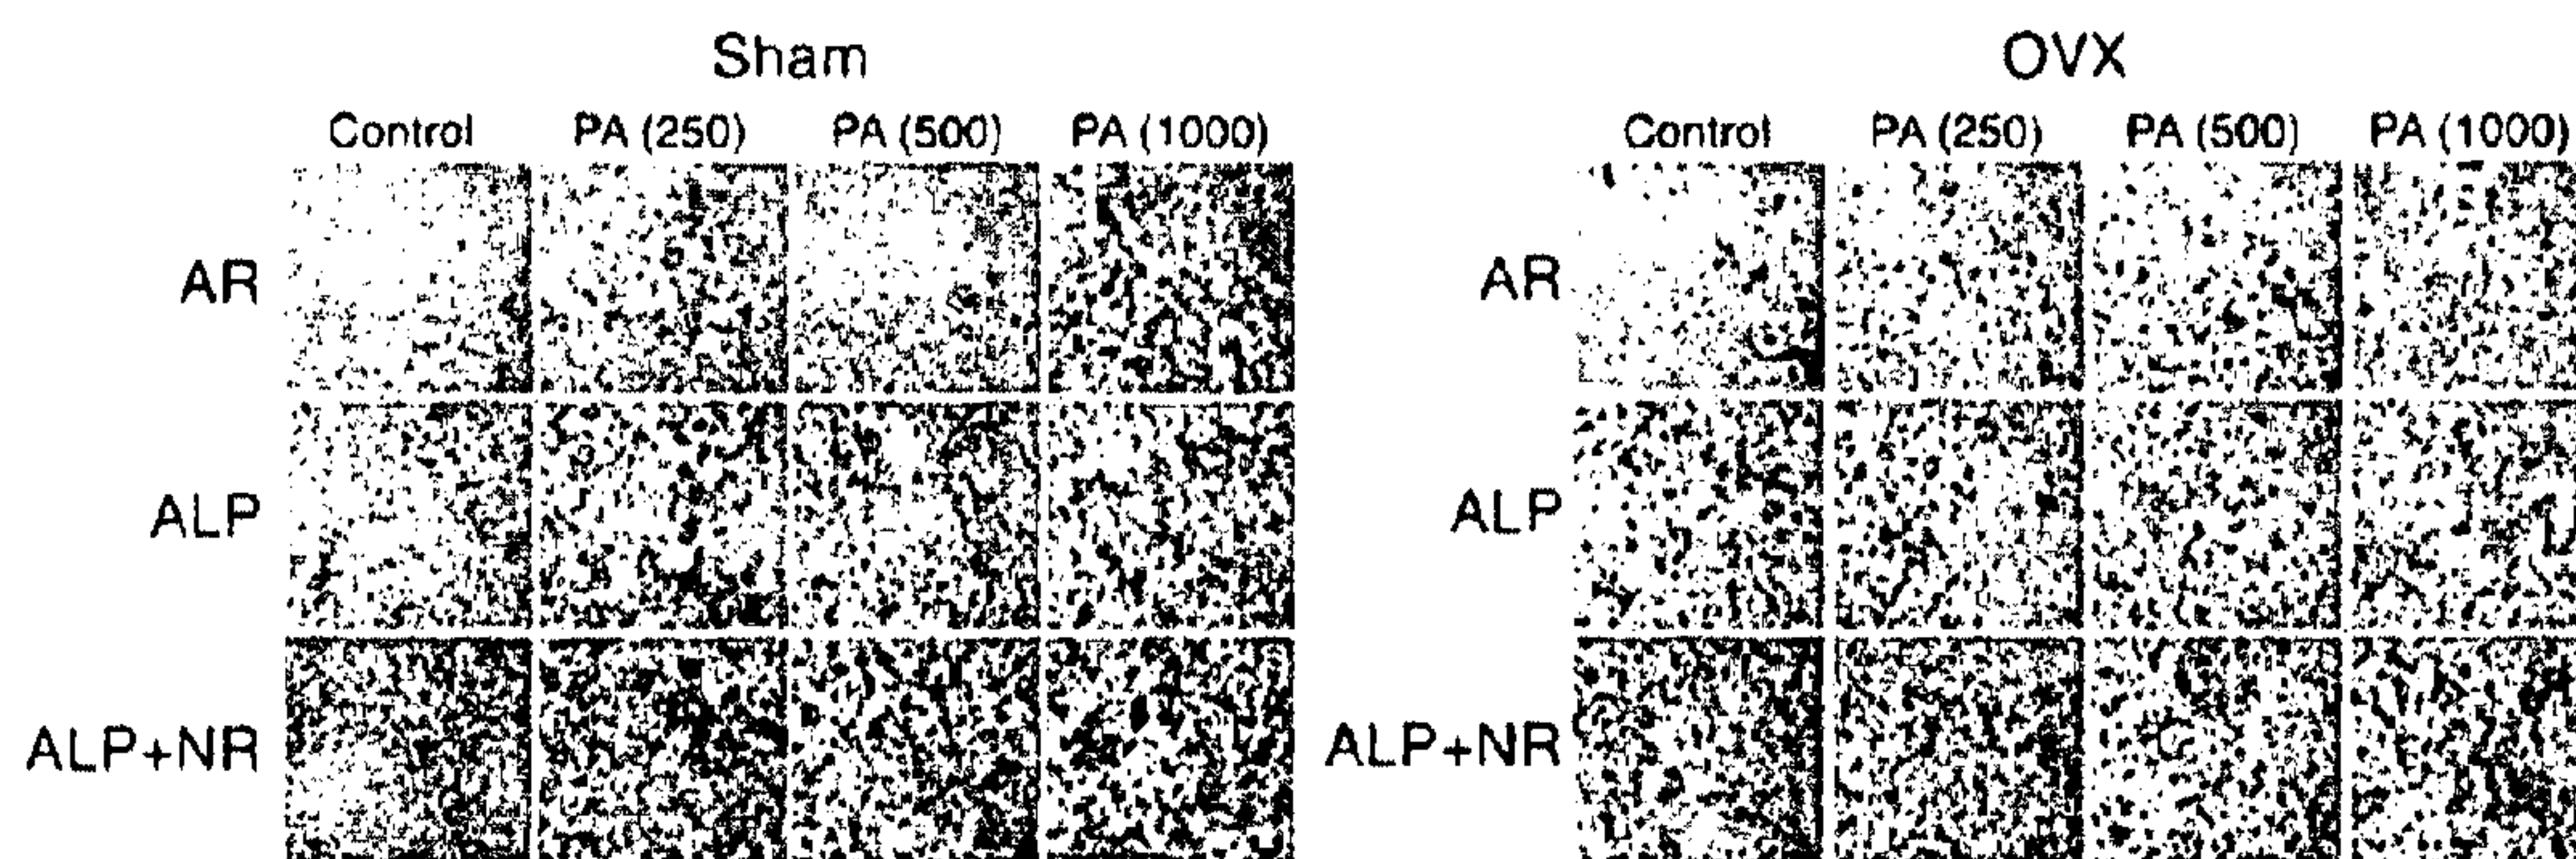 Sham OVX
Control PA (250) PA (500) PA (1000) Control PA (250) PA (500) PA (1000)
AR AR
ALP ALP
ALP+NR ALP+NR